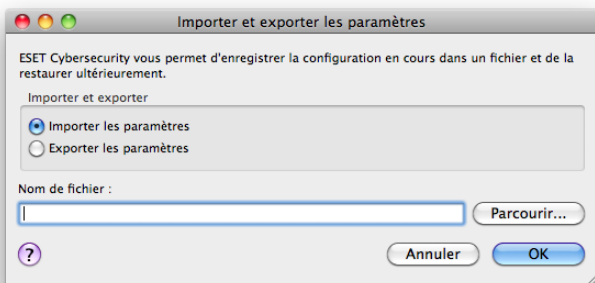 Importer et exporter les paramètres
ESET Cybersecurity vous permet d'enregistrer la configuration en cours dans un fichier et de la
restaurer ultérieurement.
Importer et exporter
Importer les paramètres
Exporter les paramètres
Nom de fichier :
Parcourir...
?
Annuler
OK